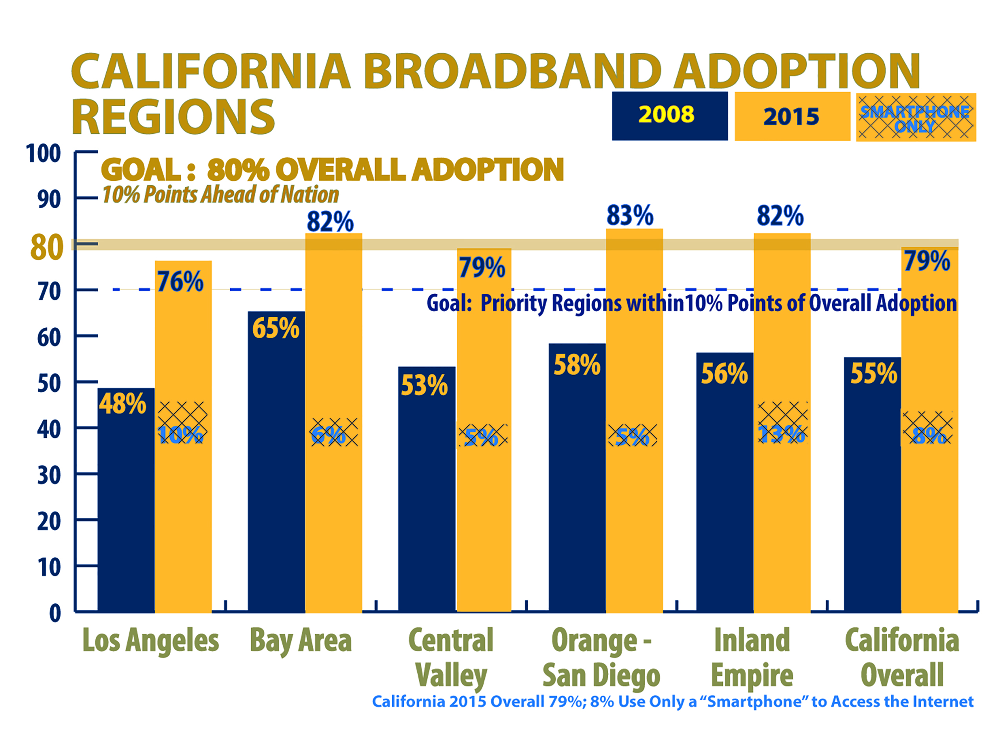 CALIFORNIA BROADBAND ADOPTION
REGIONS
2008
2015
SMARTPHONE
ONLY
100
GOAL : 80% OVERALL ADOPTION
10% Points Ahead of Nation
90
82%
83%
82%
80
76%
79%
79%
70
Goal: Priority Regions within10% Points of Overall Adoption
65%
60
58%
56%
55%
53%
50
48%
40
10%
6%
5%
5%
13%
8%
30
20
10
0
Los Angeles
Bay Area
Central
Valley
Orange -
San Diego
Inland
Empire
California
Overall
California 2015 Overall 79%; 8% Use Only a “Smartphone” to Access the Internet